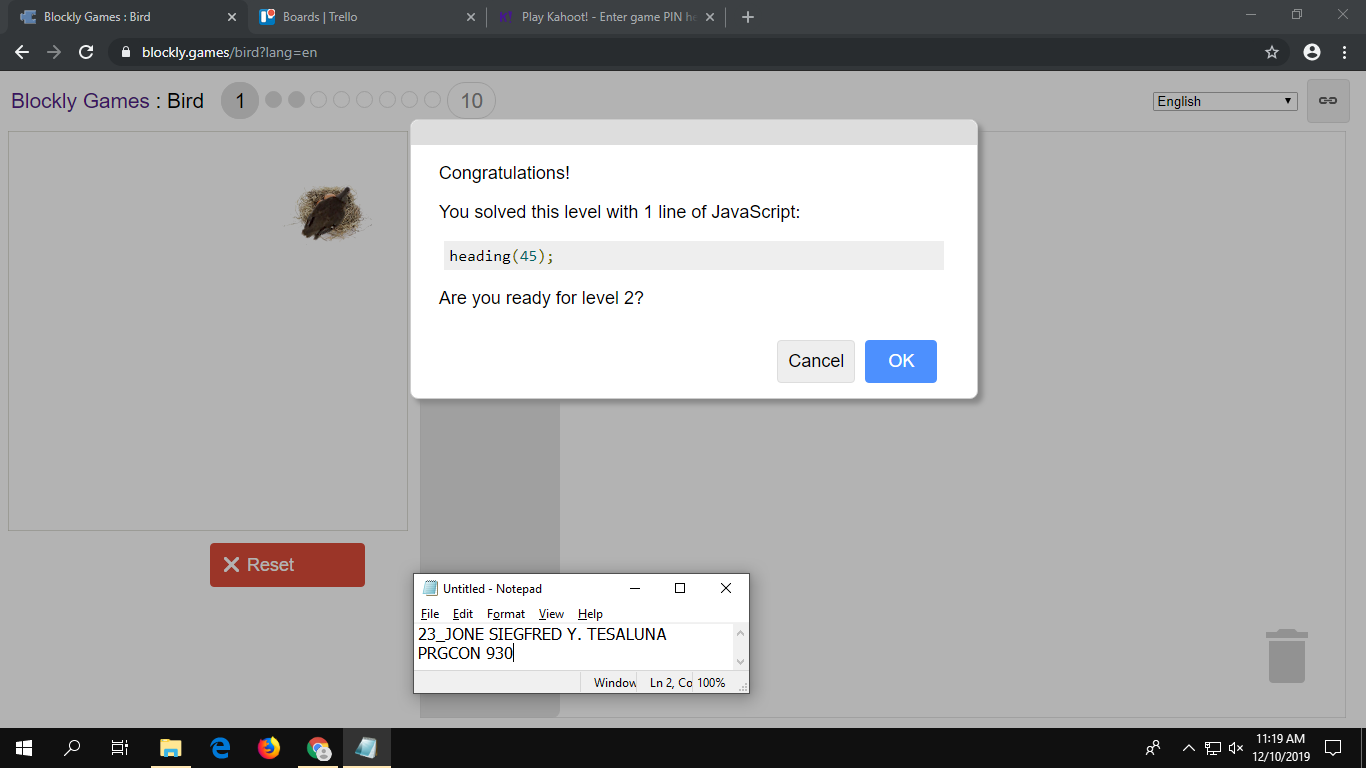 Blockly Games : Bird
Boards | Trello
Play Kahoot! - Enter game PIN he
blockly.games/bird?lang=en
Blockly Games : Bird 1 10
English
Congratulations!
You solved this level with 1 line of JavaScript:
heading(45);
Are you ready for level 2?
Cancel OK
Reset
Untitled - Notepad
File Edit Format View Help
23_JONE SIEGFRED Y. TESALUNA
PRGCON 930
Window Ln 2, Co 100%
11:19 AM
12/10/2019